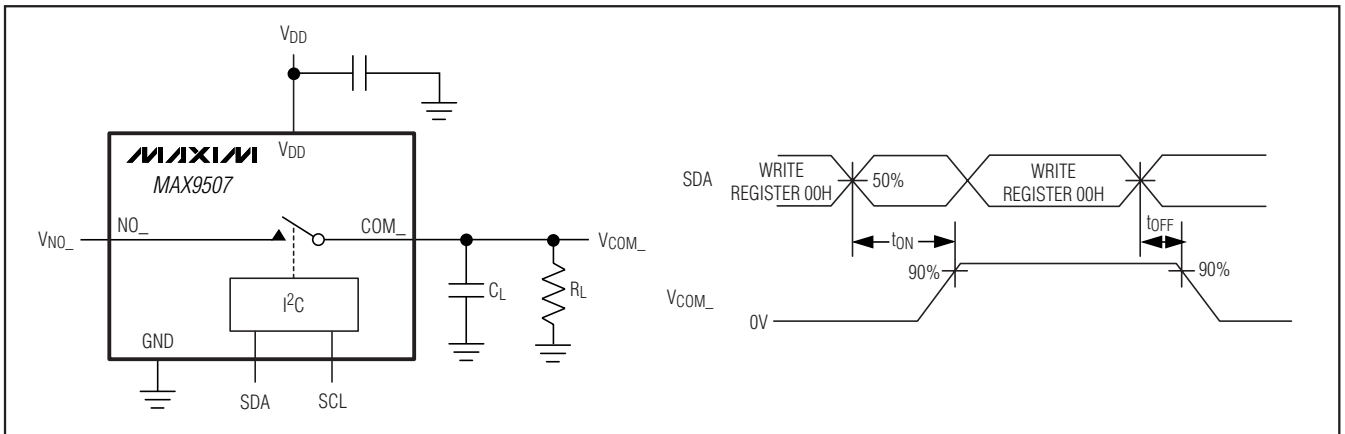 VDD
MAXIM
VDD
MAX9507
VNO_
NO_
COM_
VCOM_
I²C
CL
RL
GND
SDA
SCL
SDA
WRITE
REGISTER 00H
50%
WRITE
REGISTER 00H
tON
tOFF
90%
90%
VCOM_
0V